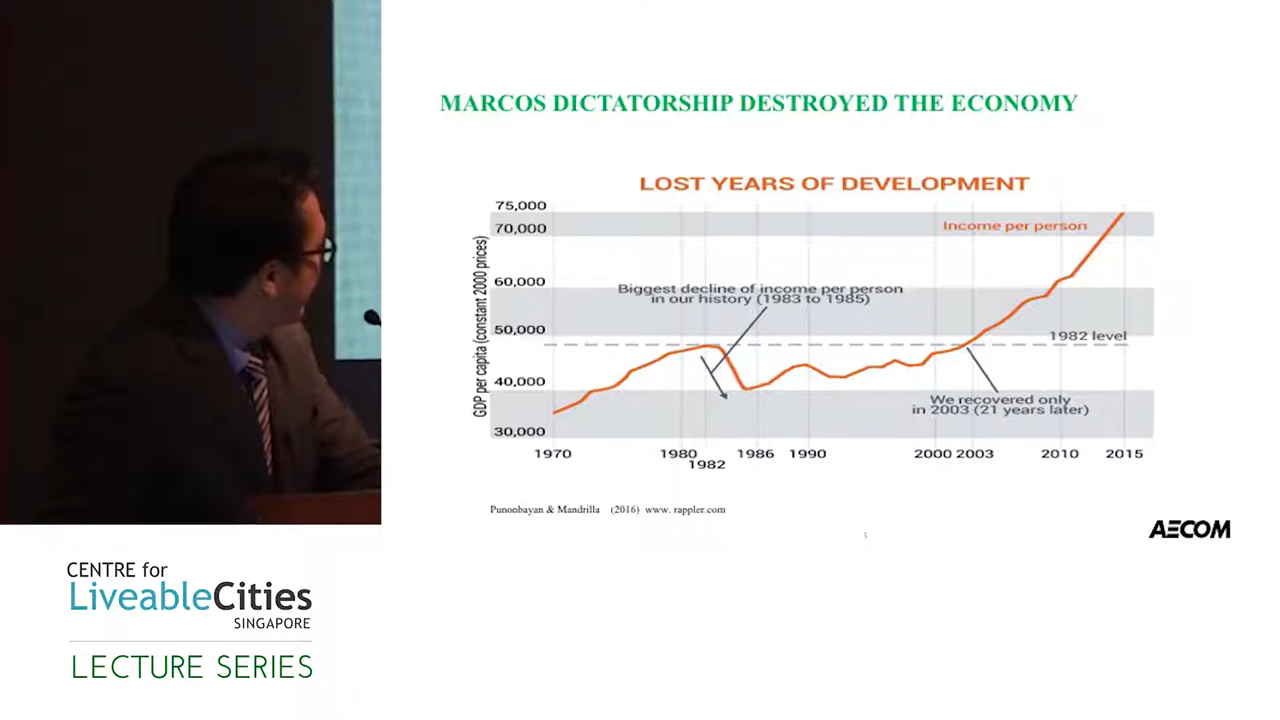 MARCOS DICTATORSHIP DESTROYED THE ECONOMY
LOST YEARS OF DEVELOPMENT
GDP per capita (constant 2000 prices)
75,000
70,000
60,000
50,000
40,000
30,000
Income per person
Biggest decline of income per person
in our history (1983 to 1985)
1982 level
We recovered only
in 2003 (21 years later)
1970
1980
1982
1986
1990
2000
2003
2010
2015
Punonbayan & Mandrilla (2016) www. rappler.com
3
AECOM
CENTRE for
LiveableCities
SINGAPORE
LECTURE SERIES